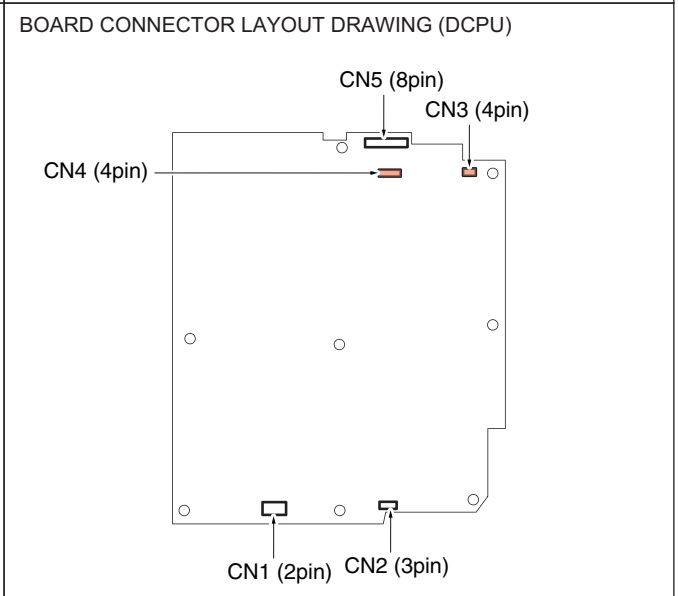 BOARD CONNECTOR LAYOUT DRAWING (DCPU)
CN5 (8pin)
CN3 (4pin)
CN4 (4pin)
CN1 (2pin)
CN2 (3pin)